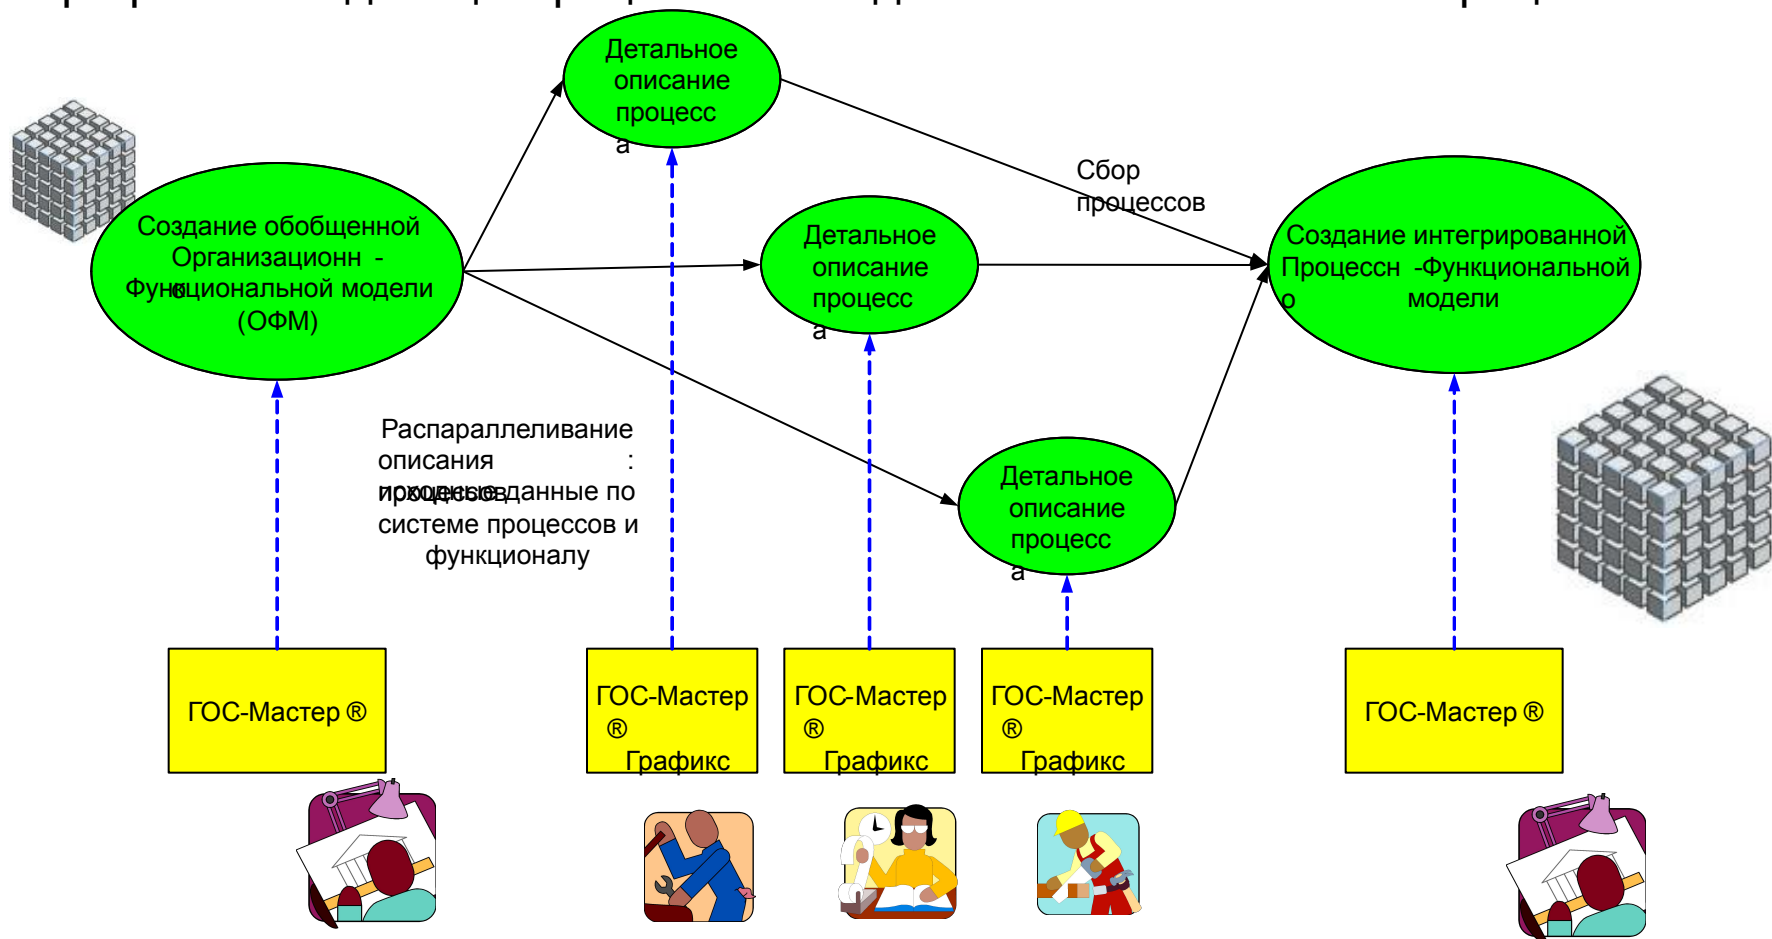 Детальное
описание
процесс
а
Сбор
процессов
Создание обобщенной
Организационн -
о
Функциональной модели
(ОФМ)
Детальное
описание
процесс
а
Создание интегрированной
Процессн -Функциональной
о
модели
Распараллеливание
описания :
процессов
исходные данные по
системе процессов и
функционалу
Детальное
описание
процесс
а
ГОС-Мастер ®
ГОС-Мастер
®
Графикс
ГОС-Мастер
®
Графикс
ГОС-Мастер
®
Графикс
ГОС-Мастер ®